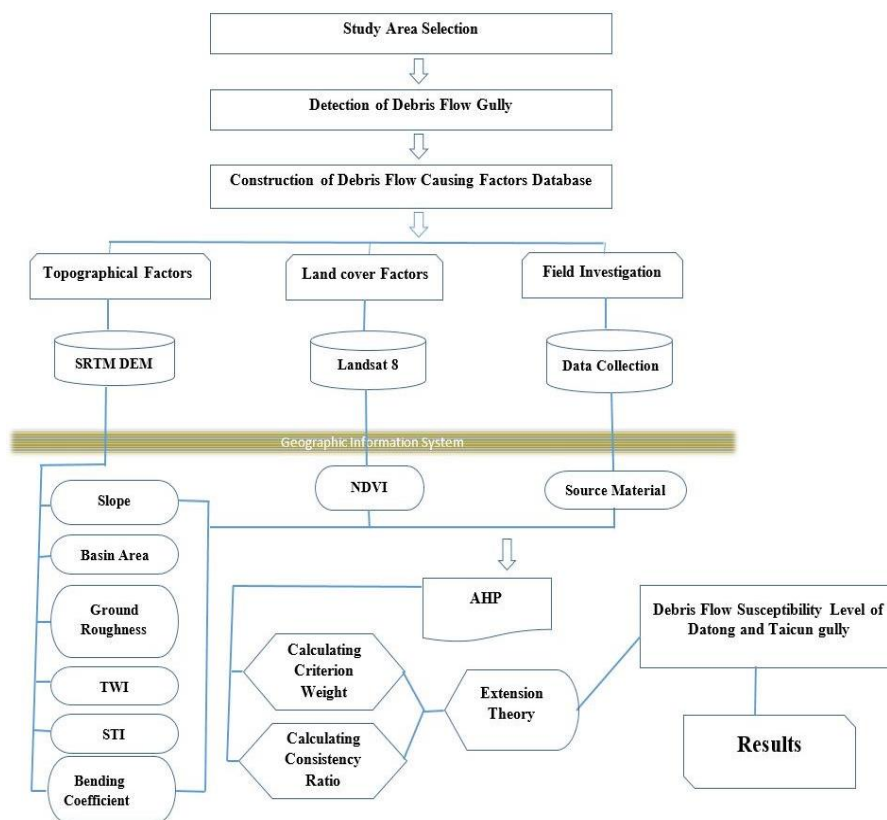 Study Area Selection
Detection of Debris Flow Gully
Construction of Debris Flow Causing Factors Database
Topographical Factors
Land cover Factors
Field Investigation
SRTM DEM
Landsat 8
Data Collection
Geographic Information System
Slope
NDVI
Source Material
Basin Area
Ground
Roughness
TWI
STI
Bending
Coefficient
AHP
Calculating
Criterion
Weight
Calculating
Consistency
Ratio
Extension
Theory
Debris Flow Susceptibility Level of
Datong and Taicun gully
Results